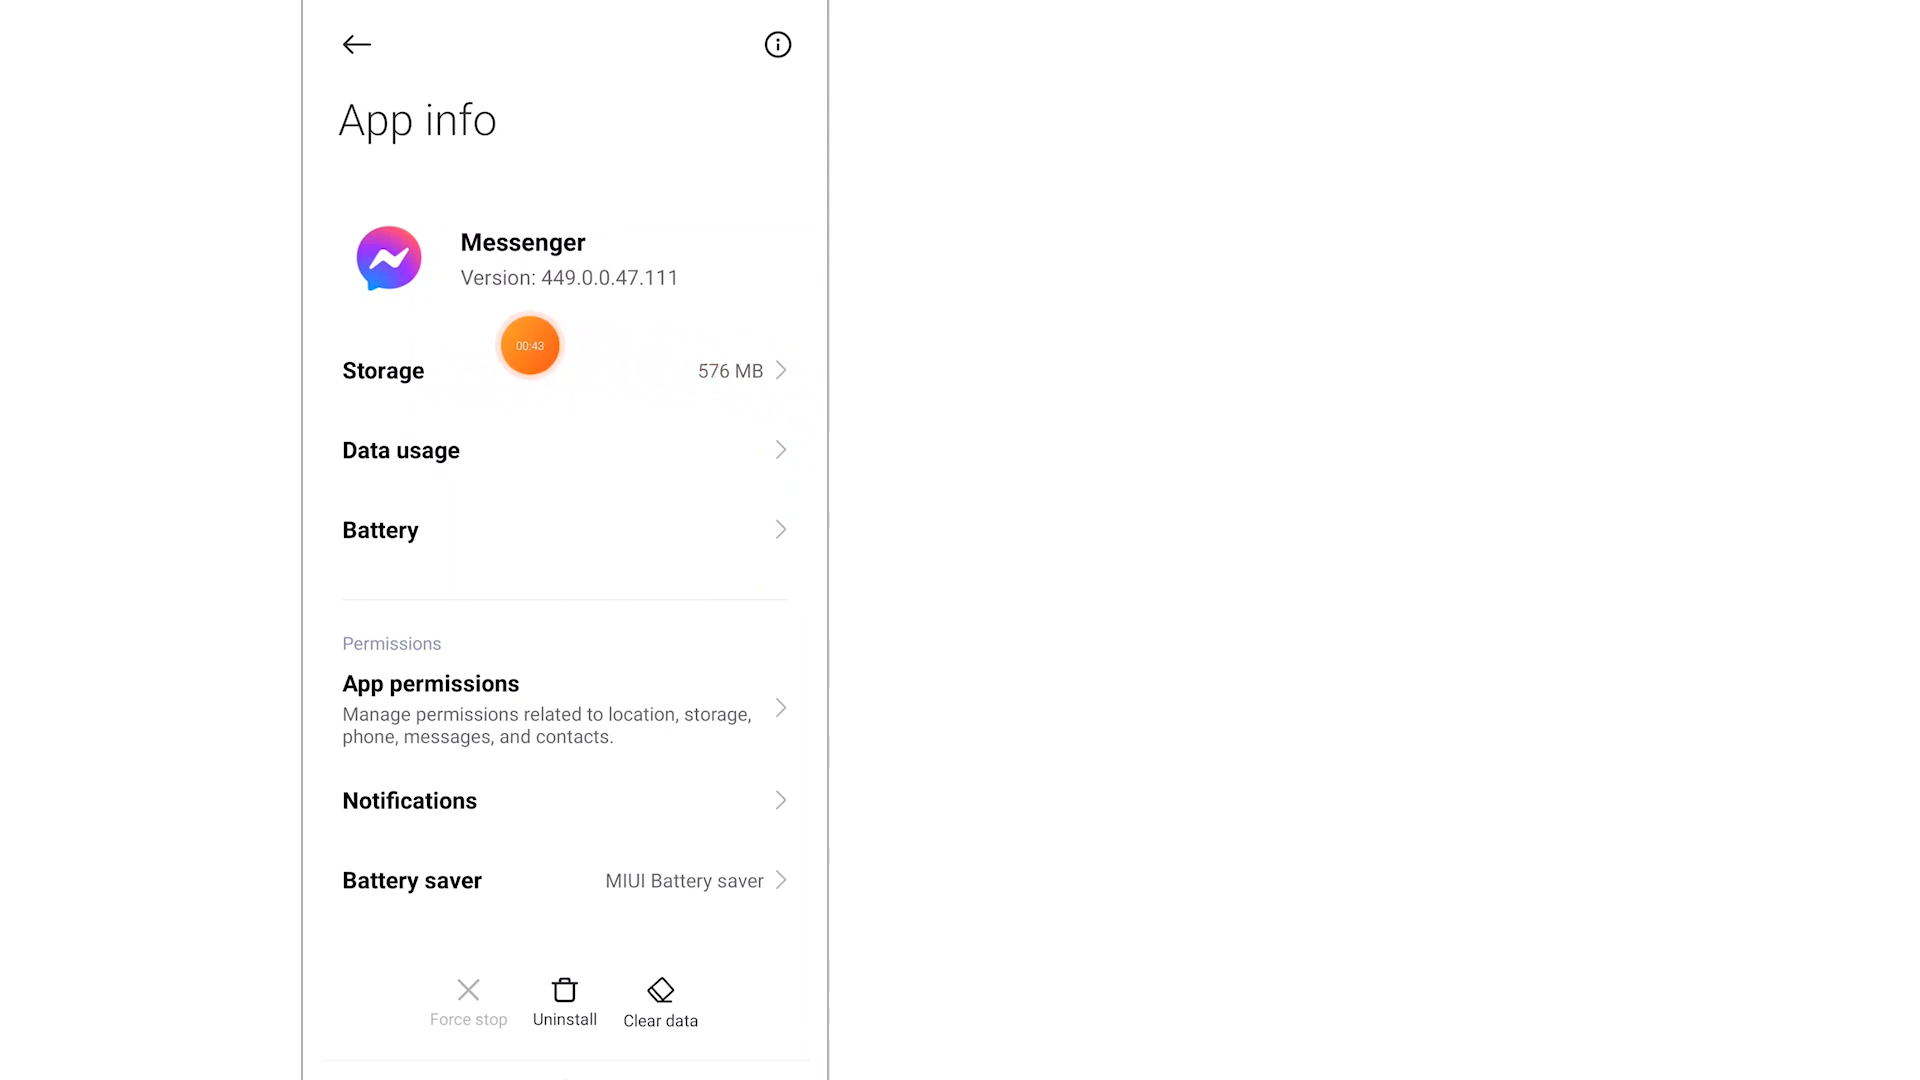 App info
Messenger
Version: 449.0.0.47.111
00:43
Storage 576 MB
Data usage
Battery
Permissions
App permissions
Manage permissions related to location, storage,
phone, messages, and contacts.
Notifications
Battery saver MIUI Battery saver
Force stop Uninstall Clear data